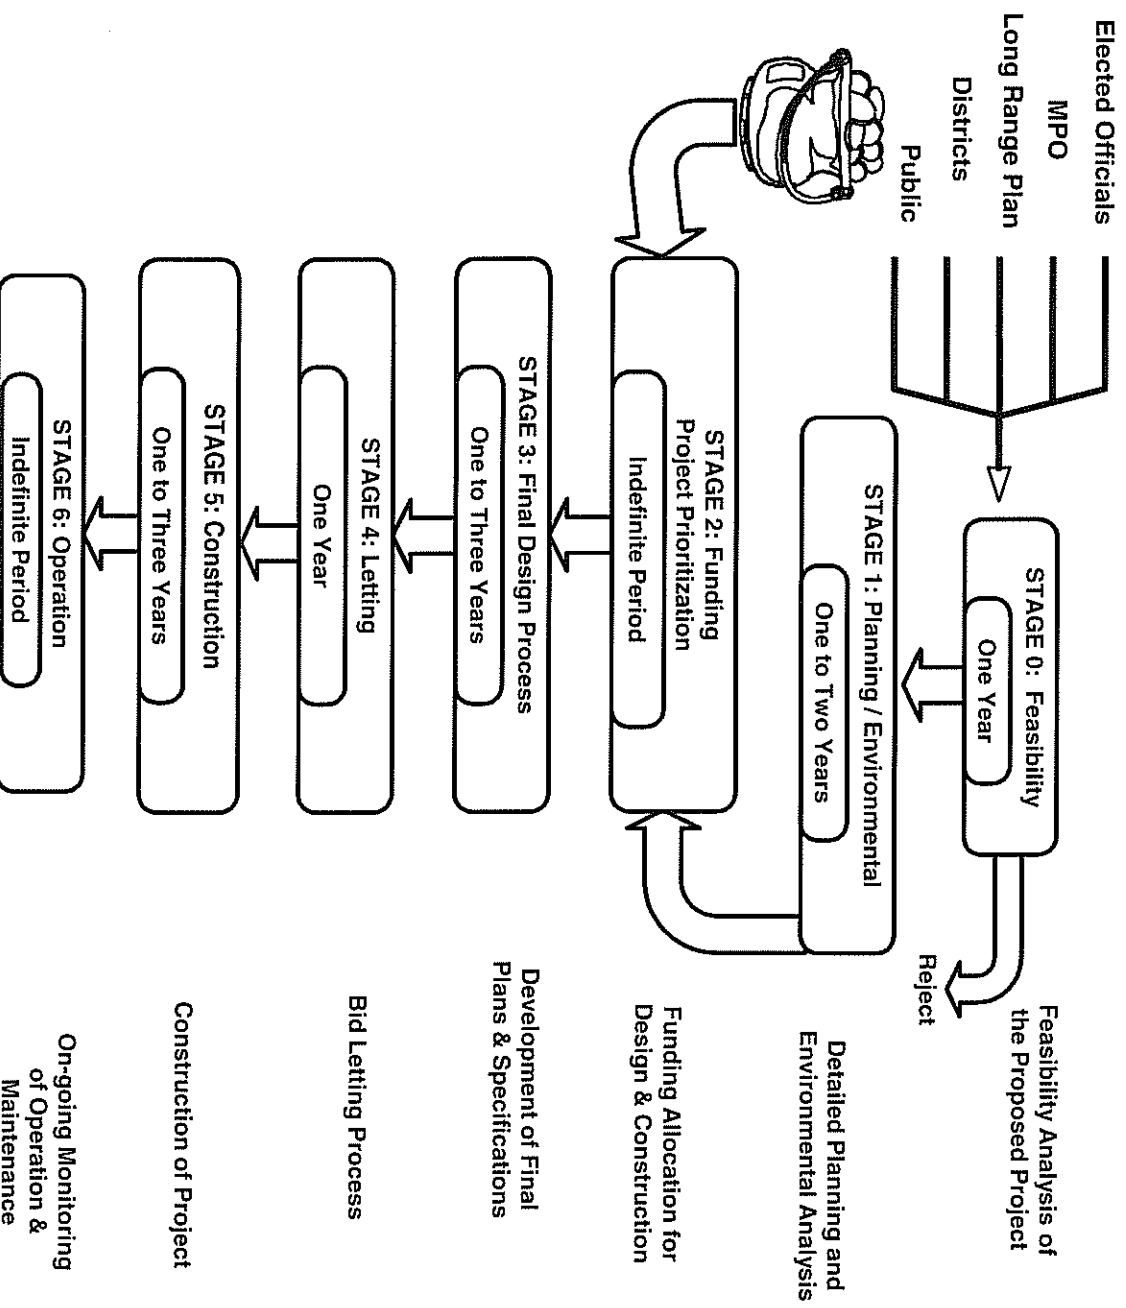 Elected Officials
MPO
Long Range Plan
Districts
Public
STAGE 0: Feasibility
One Year
Feasibility Analysis of
the Proposed Project
Reject
STAGE 1: Planning / Environmental
One to Two Years
Detailed Planning and
Environmental Analysis
STAGE 2: Funding
Project Prioritization
Indefinite Period
Funding Allocation for
Design & Construction
STAGE 3: Final Design Process
One to Three Years
Development of Final
Plans & Specifications
STAGE 4: Letting
One Year
Bid Letting Process
STAGE 5: Construction
One to Three Years
Construction of Project
STAGE 6: Operation
Indefinite Period
On-going Monitoring
of Operation &
Maintenance